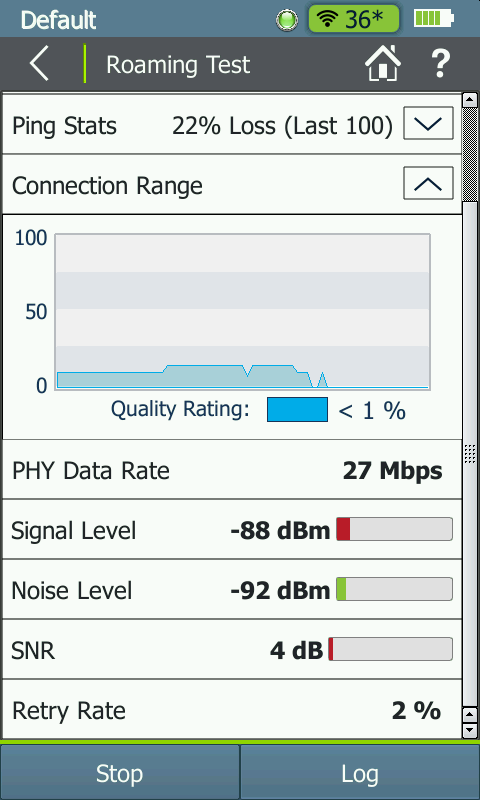 Default 36*
Roaming Test ?
Ping Stats 22% Loss (Last 100)
Connection Range
100
50
0
Quality Rating: < 1 %
PHY Data Rate 27 Mbps
Signal Level -88 dBm
Noise Level -92 dBm
SNR 4 dB
Retry Rate 2 %
Stop Log